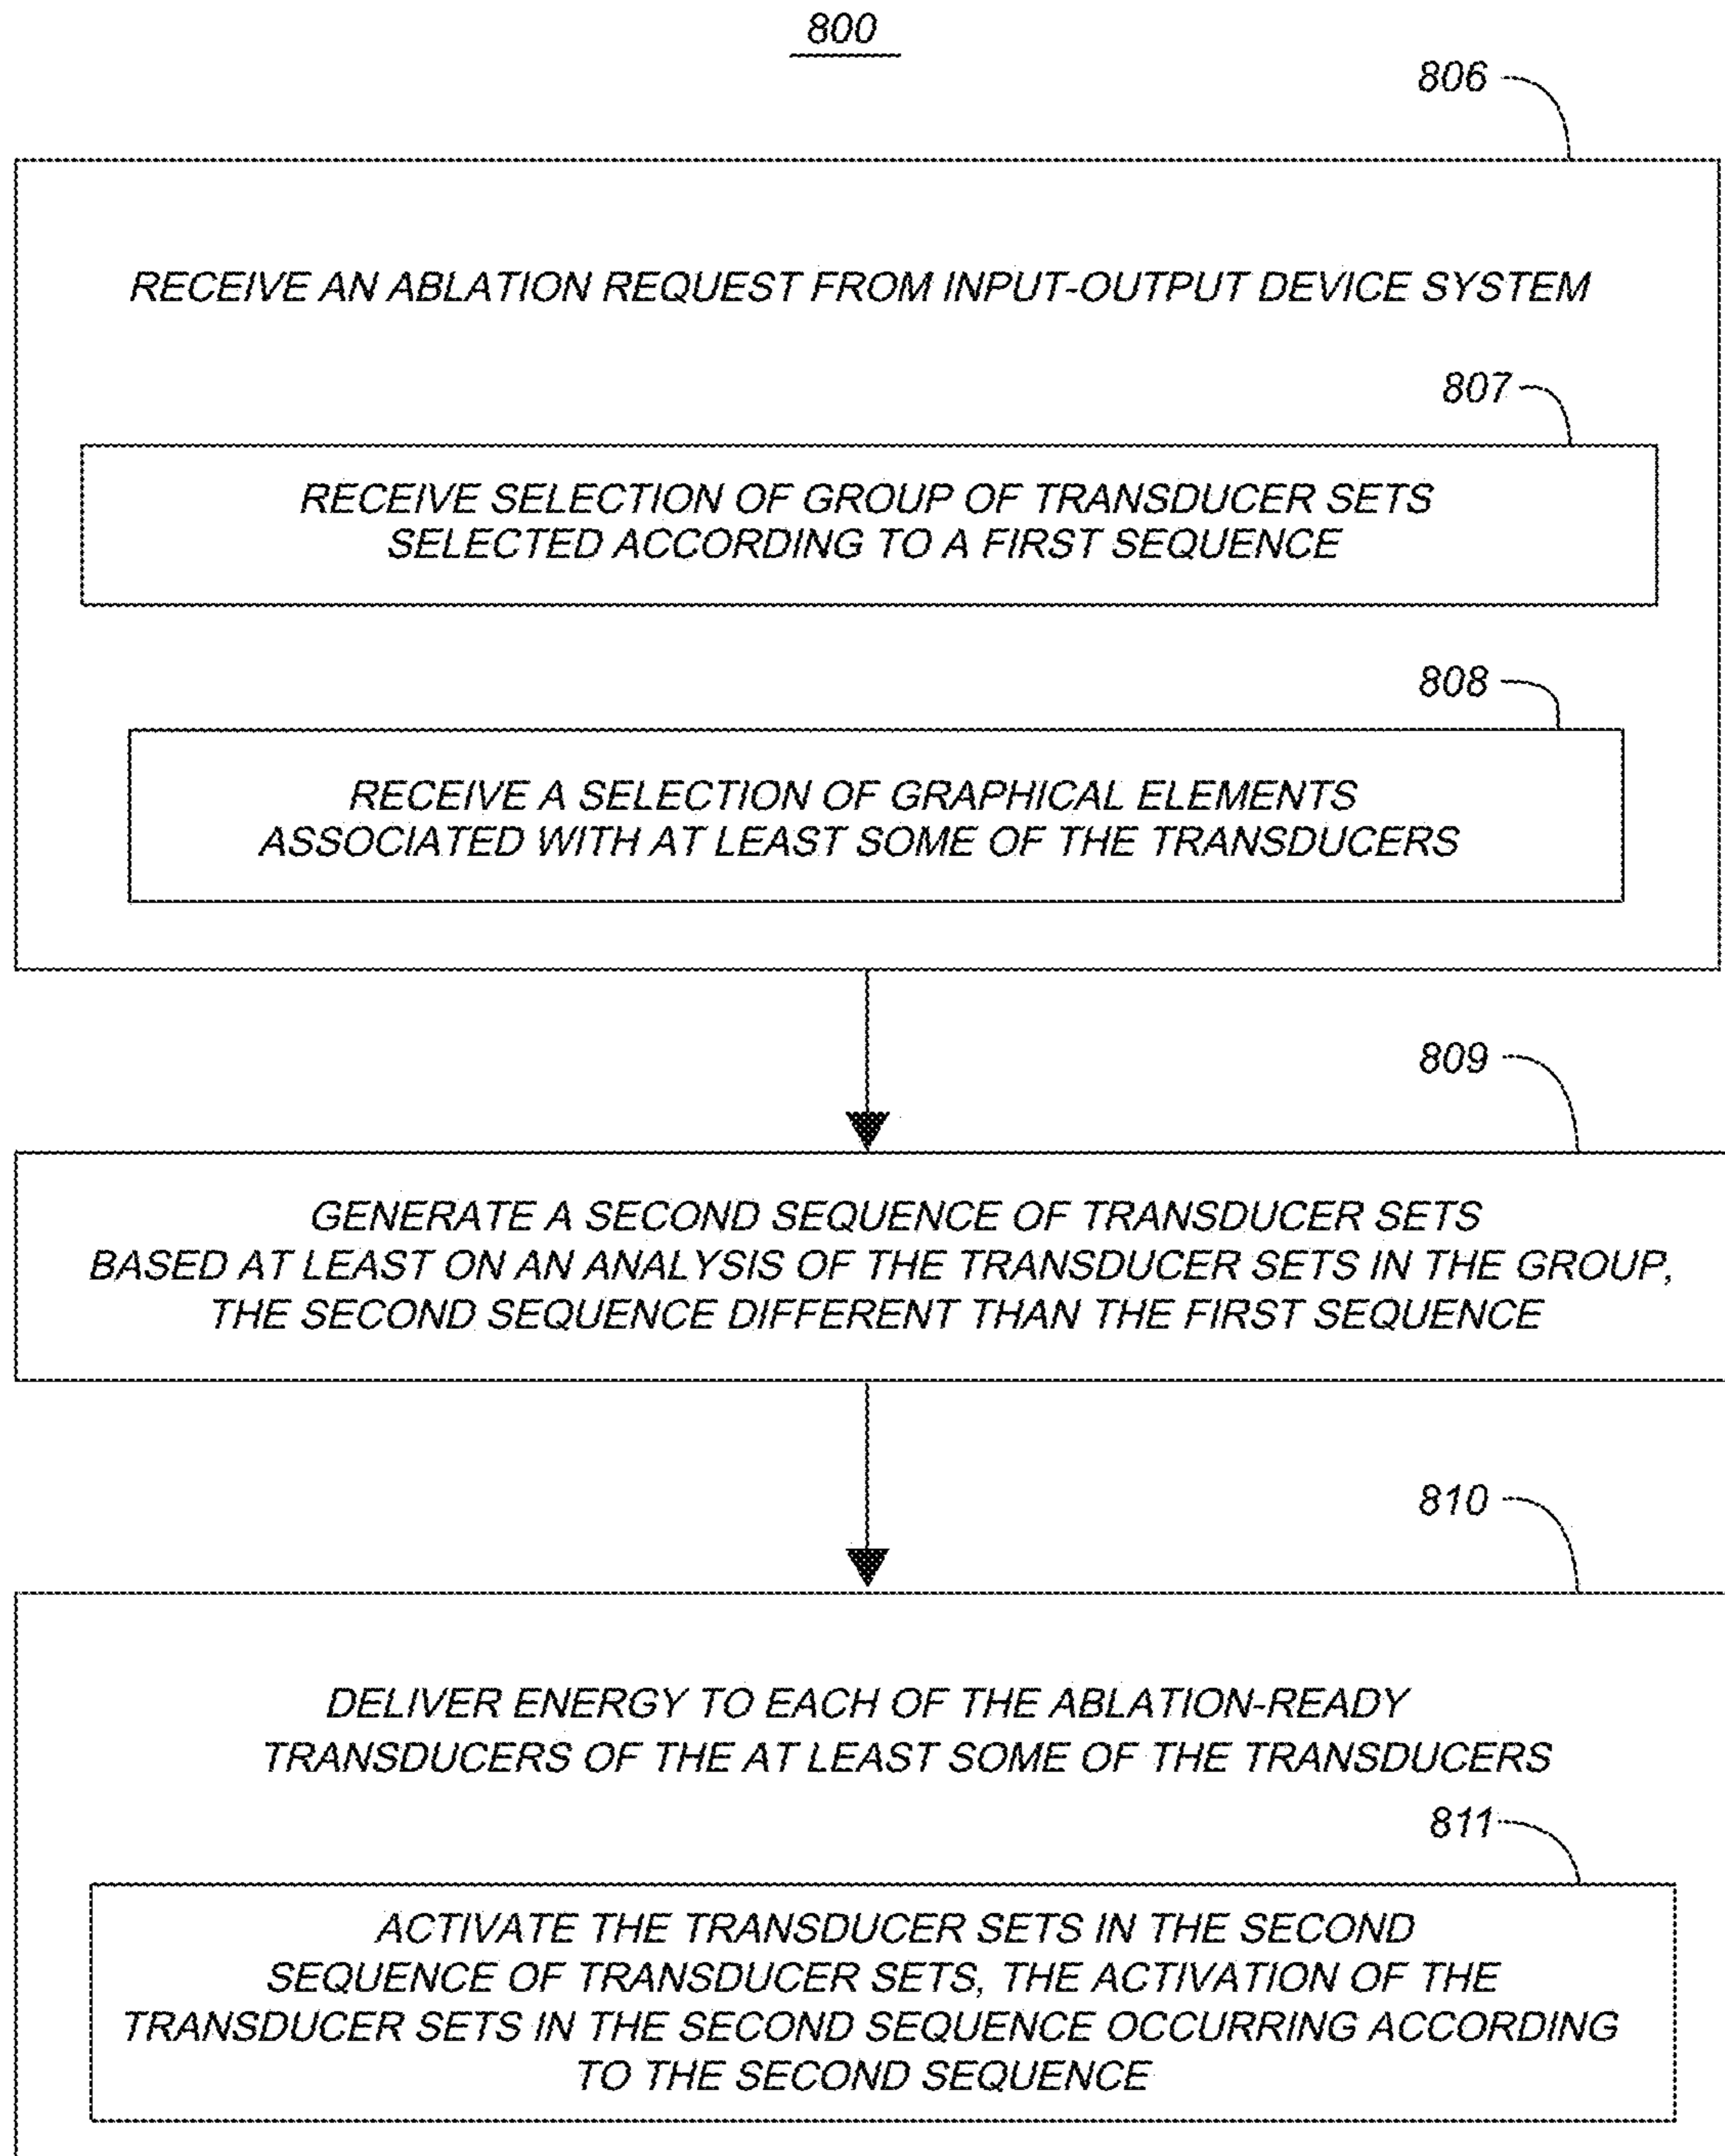 800
806
RECEIVE AN ABLATION REQUEST FROM INPUT-OUTPUT DEVICE SYSTEM
807
RECEIVE SELECTION OF GROUP OF TRANSDUCER SETS
SELECTED ACCORDING TO A FIRST SEQUENCE
808
RECEIVE A SELECTION OF GRAPHICAL ELEMENTS
ASSOCIATED WITH AT LEAST SOME OF THE TRANSDUCERS
809
GENERATE A SECOND SEQUENCE OF TRANSDUCER SETS
BASED AT LEAST ON AN ANALYSIS OF THE TRANSDUCER SETS IN THE GROUP,
THE SECOND SEQUENCE DIFFERENT THAN THE FIRST SEQUENCE
810
DELIVER ENERGY TO EACH OF THE ABLATION-READY
TRANSDUCERS OF THE AT LEAST SOME OF THE TRANSDUCERS
811
ACTIVATE THE TRANSDUCER SETS IN THE SECOND
SEQUENCE OF TRANSDUCER SETS, THE ACTIVATION OF THE
TRANSDUCER SETS IN THE SECOND SEQUENCE OCCURRING ACCORDING
TO THE SECOND SEQUENCE